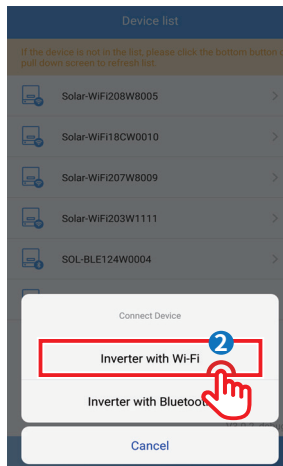 Device list
If the device is not in the list, please click the bottom button
pull down screen to refresh list.
Solar-WiFi208W8005
Solar-WiFi18CW0010
Solar-WiFi207W8009
Solar-WiFi203W1111
SOL-BLE124W0004
Connect Device
2
Inverter with Wi-Fi
Inverter with Bluetoo
Cancel